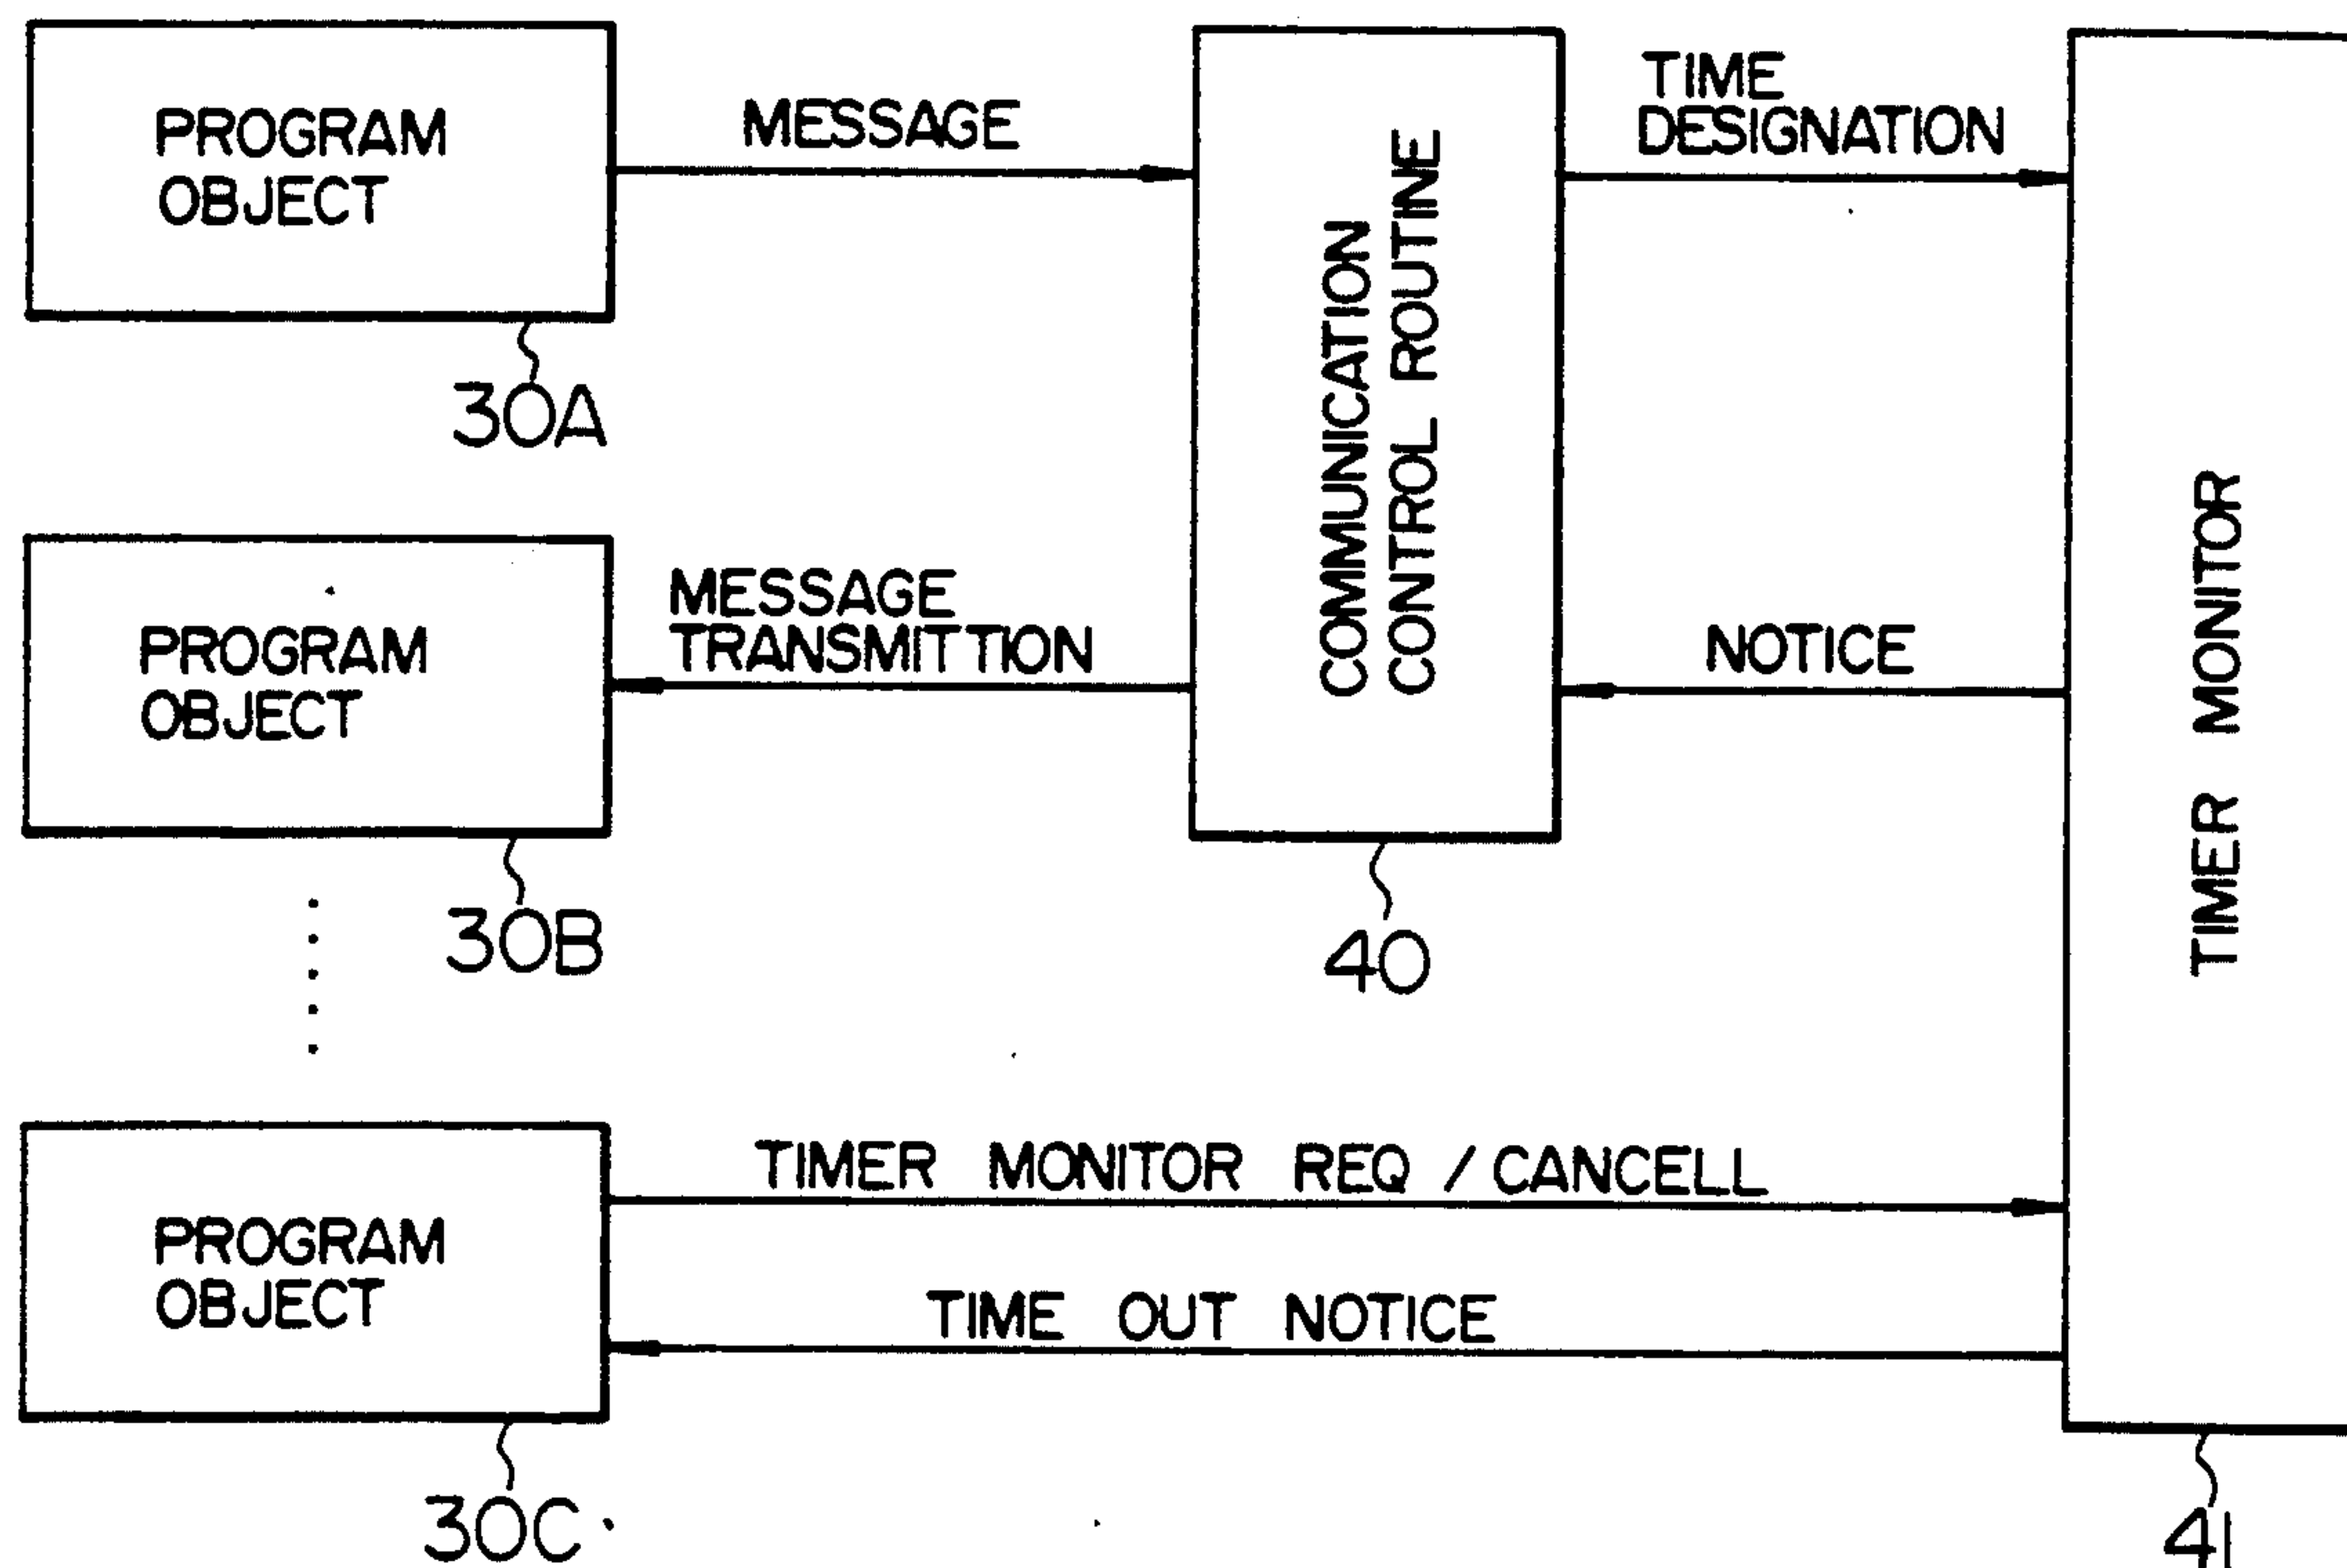 PROGRAM
OBJECT
30A
MESSAGE
COMMUNICATION
CONTROL ROUTINE
40
TIME
DESIGNATION
NOTICE
TIMER MONITOR
41
PROGRAM
OBJECT
30B
MESSAGE
TRANSMITTION
PROGRAM
OBJECT
30C
TIMER MONITOR REQ / CANCELL
TIME OUT NOTICE